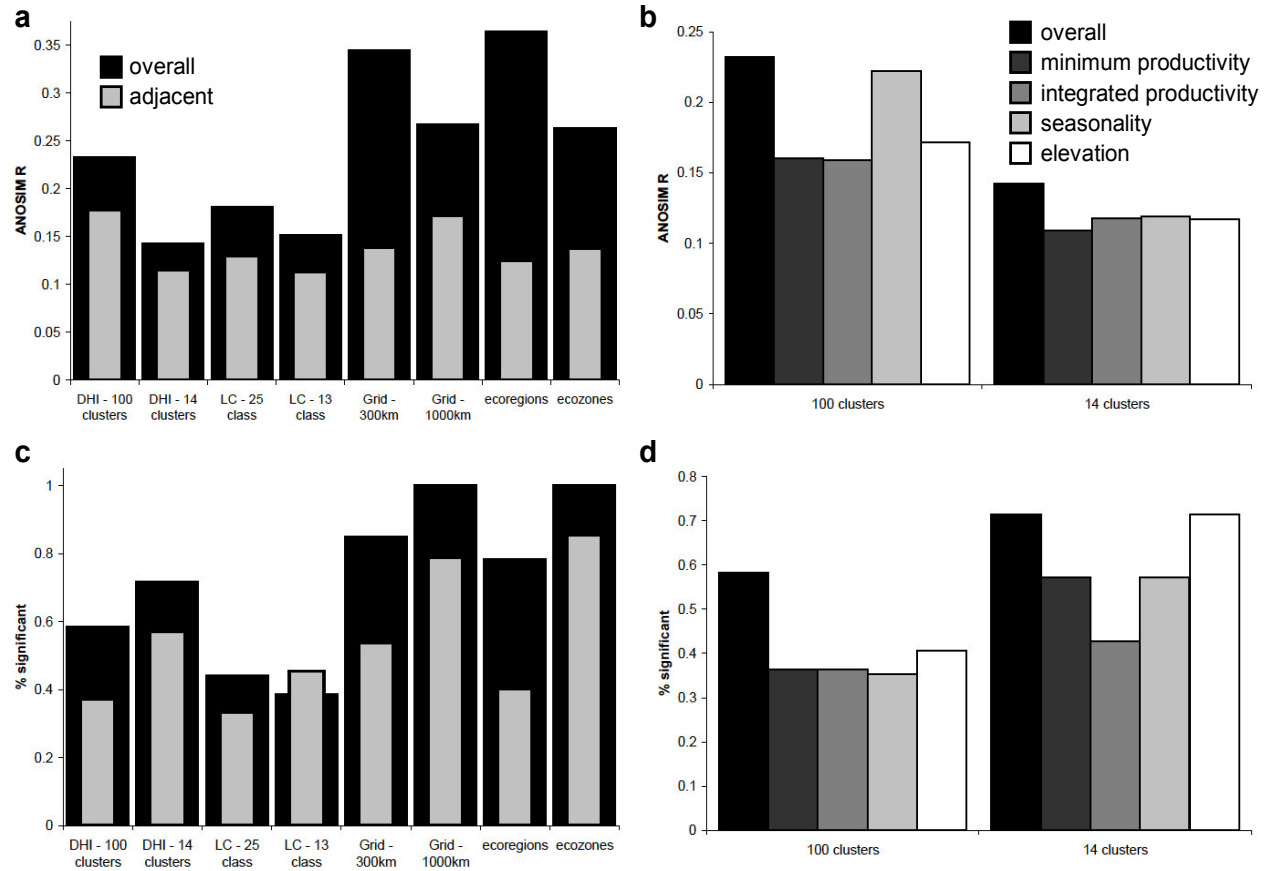 a
ANOSIM R
0.35
0.3
0.25
0.2
0.15
0.1
0.05
0
overall
adjacent
DHI - 100
clusters
DHI - 14
clusters
LC - 25
class
LC - 13
class
Grid -
300km
Grid -
1000km
ecoregions
ecozones
b
ANOSIM R
0.25
0.2
0.15
0.1
0.05
0
overall
minimum productivity
integrated productivity
seasonality
elevation
100 clusters
14 clusters
c
% significant
1
0.8
0.6
0.4
0.2
0
DHI - 100
clusters
DHI - 14
clusters
LC - 25
class
LC - 13
class
Grid -
300km
Grid -
1000km
ecoregions
ecozones
d
% significant
0.8
0.7
0.6
0.5
0.4
0.3
0.2
0.1
0
100 clusters
14 clusters